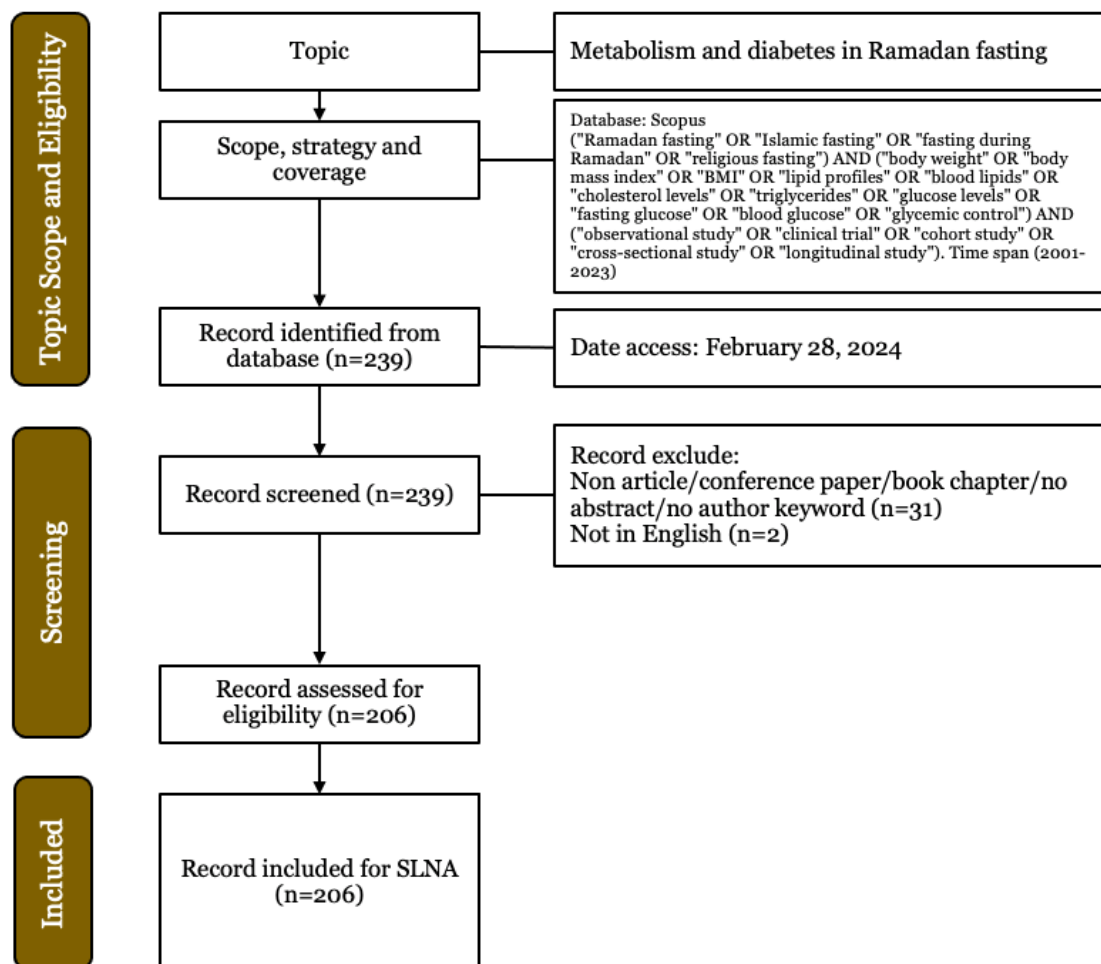 Topic Scope and Eligibility
Topic
Metabolism and diabetes in Ramadan fasting
Scope, strategy and
coverage
Database: Scopus
("Ramadan fasting" OR "Islamic fasting" OR "fasting during
Ramadan" OR "religious fasting") AND ("body weight" OR "body
mass index" OR "BMI" OR "lipid profiles" OR "blood lipids" OR
"cholesterol levels" OR "triglycerides" OR "glucose levels" OR
"fasting glucose" OR "blood glucose" OR "glycemic control") AND
("observational study" OR "clinical trial" OR "cohort study" OR
"cross-sectional study" OR "longitudinal study"). Time span (2001-
2023)
Record identified from
database (n=239)
Date access: February 28, 2024
Screening
Record screened (n=239)
Record exclude:
Non article/conference paper/book chapter/no
abstract/no author keyword (n=31)
Not in English (n=2)
Record assessed for
eligibility (n=206)
Included
Record included for SLNA
(n=206)